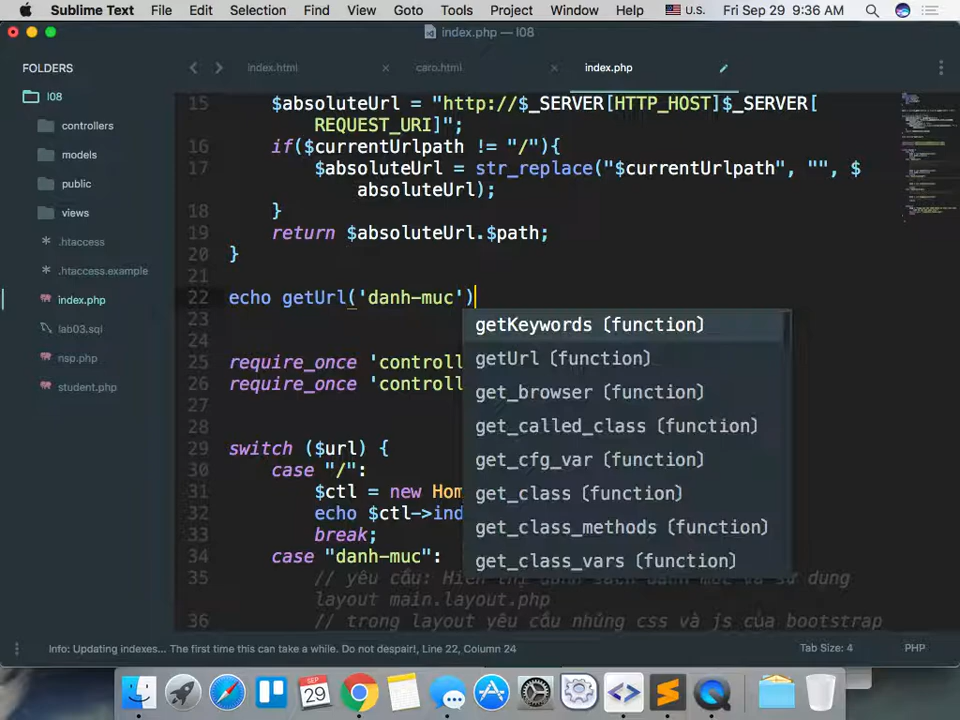 Sublime Text File Edit Selection Find View Goto Tools Project Window Help U.S. Fri Sep 29 9:36 AM
index.php — l08
FOLDERS
l08
controllers
models
public
views
.htaccess
.htaccess.example
index.php
lab03.sql
nsp.php
student.php
index.html caro.html index.php
15 $absoluteUrl = "http://$_SERVER[HTTP_HOST]$_SERVER[
REQUEST_URI]";
16 if($currentUrlpath != "/"){
17 $absoluteUrl = str_replace("$currentUrlpath", "", $
absoluteUrl);
18 }
19 return $absoluteUrl.$path;
20 }
21
22 echo getUrl('danh-muc')
23
24
25 require_once 'controll
26 require_once 'controll
27
28
29 switch ($url) {
30 case "/":
31 $ctl = new Hom
32 echo $ctl->ind
33 break;
34 case "danh-muc":
35 // yêu cầu: Hiển thị danh sách danh mục và sử dung
layout main.layout.php
36 // trong layout yêu cầu nhúng css và js của bootstrap
getKeywords (function)
getUrl (function)
get_browser (function)
get_called_class (function)
get_cfg_var (function)
get_class (function)
get_class_methods (function)
get_class_vars (function)
Info: Updating indexes... The first time this can take a while. Do not despair!, Line 22, Column 24 Tab Size: 4 PHP
SEP
29